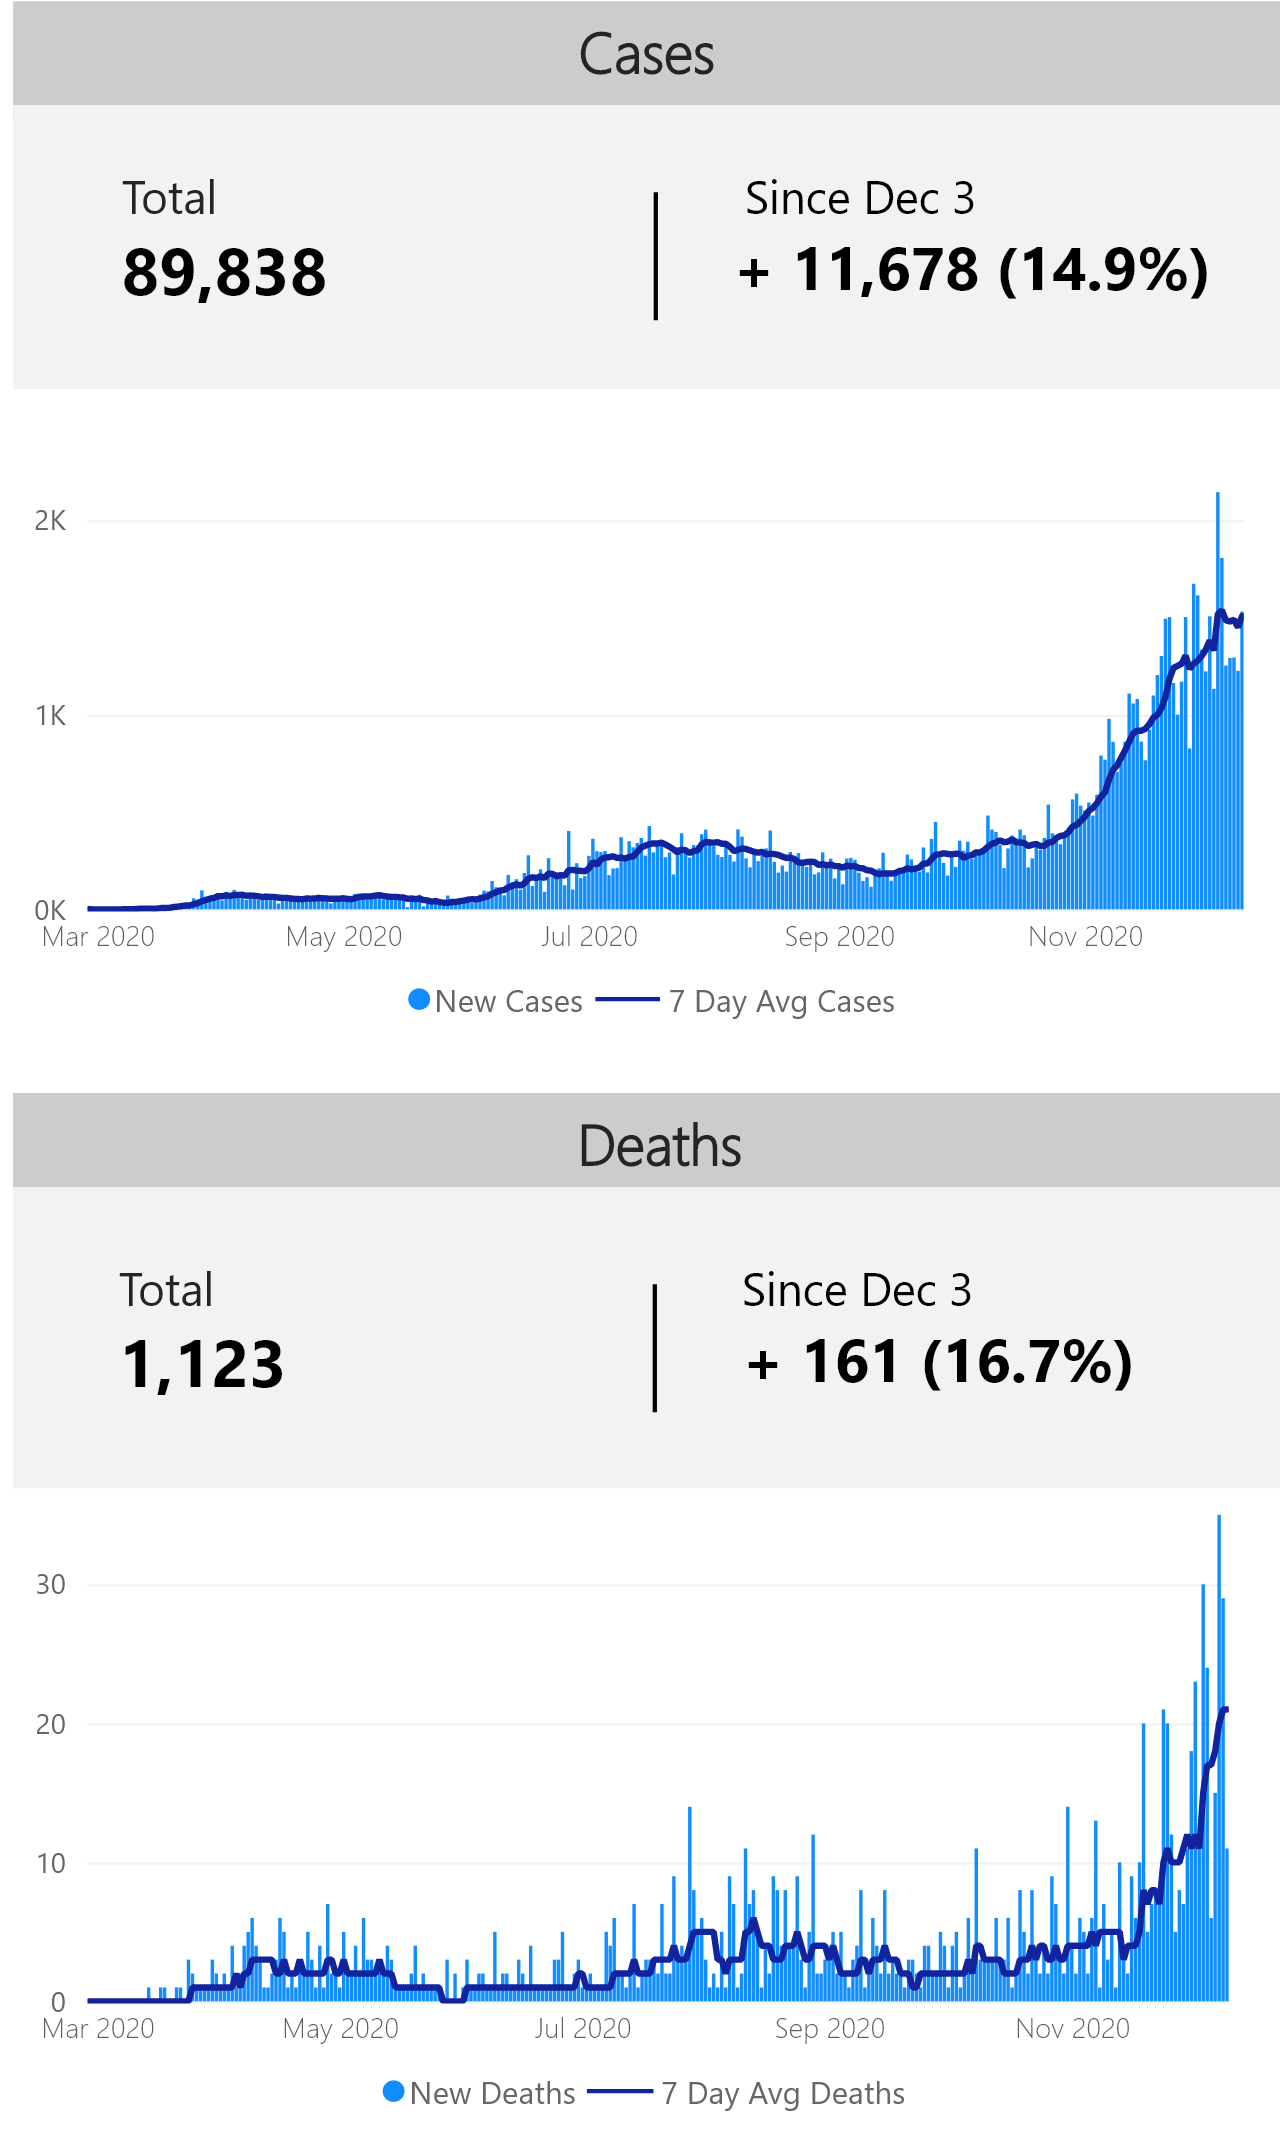 Cases
Total
Since Dec 3
89,838
+ 11,678 (14.9%)
2K
1K
0K
Mar 2020 May 2020 Jul 2020 Sep 2020 Nov 2020
New Cases 7 Day Avg Cases
Deaths
Total
Since Dec 3
1,123
+ 161 (16.7%)
30
20
10
0
Mar 2020 May 2020 Jul 2020 Sep 2020 Nov 2020
New Deaths 7 Day Avg Deaths